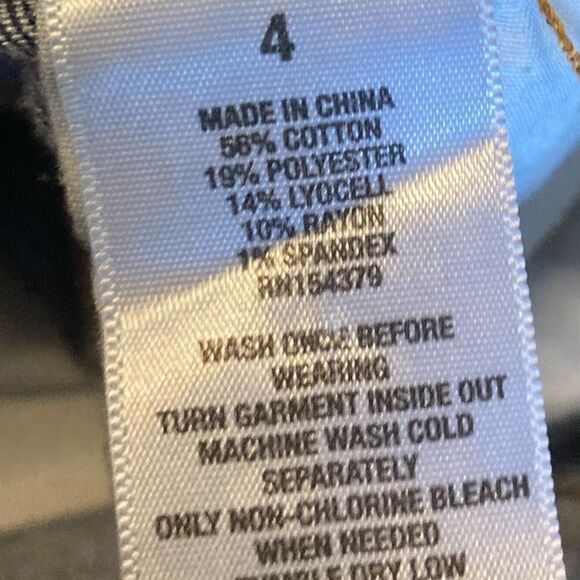 4
MADE IN CHINA
56% COTTON
19% POLYESTER
14% LYOCELL
10% RAYON
1% SPANDEX
RN154379
WASH ONCE BEFORE
WEARING
TURN GARMENT INSIDE OUT
MACHINE WASH COLD
SEPARATELY
ONLY NON-CHLORINE BLEACH
WHEN NEEDED
TUMBLE DRY LOW